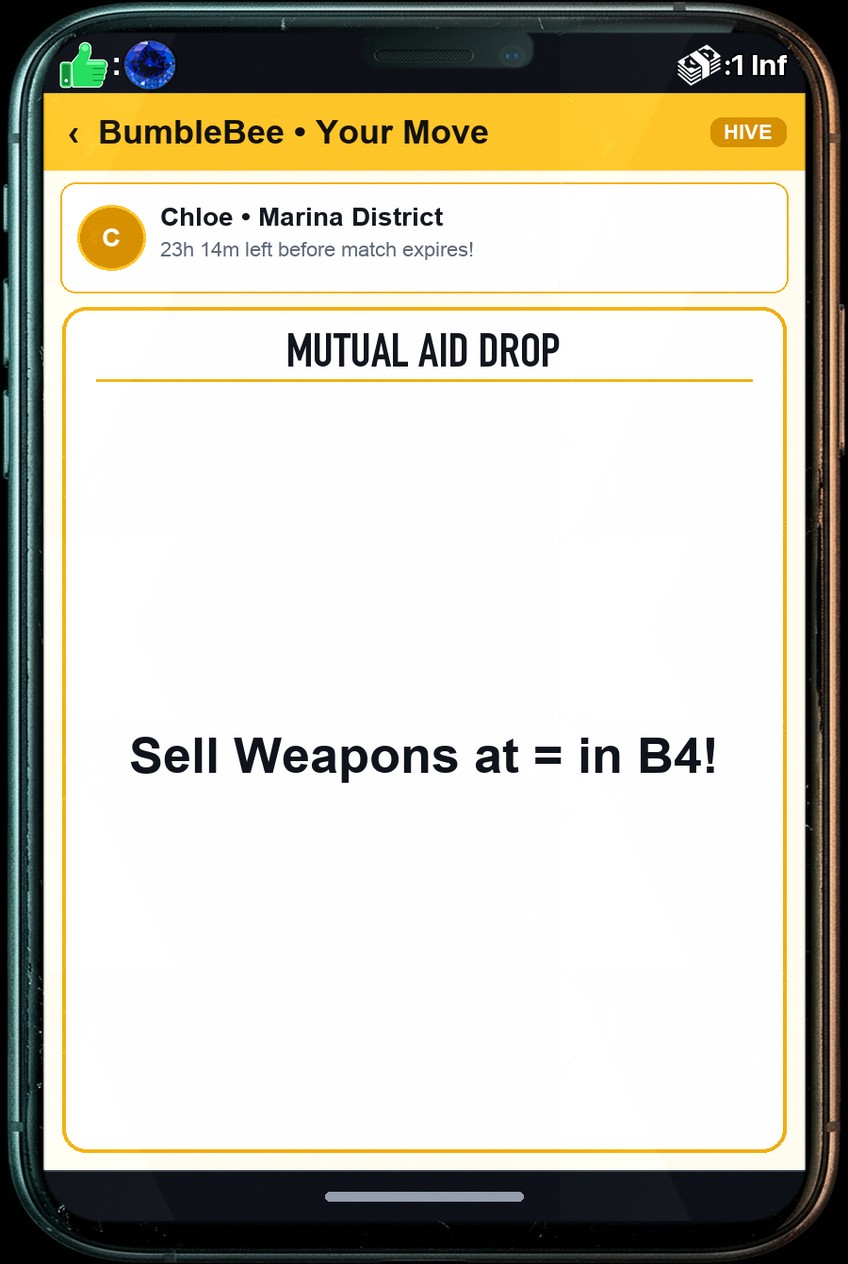 : :1 Inf
‹ BumbleBee • Your Move HIVE
C
Chloe • Marina District
23h 14m left before match expires!
MUTUAL AID DROP
Sell Weapons at = in B4!